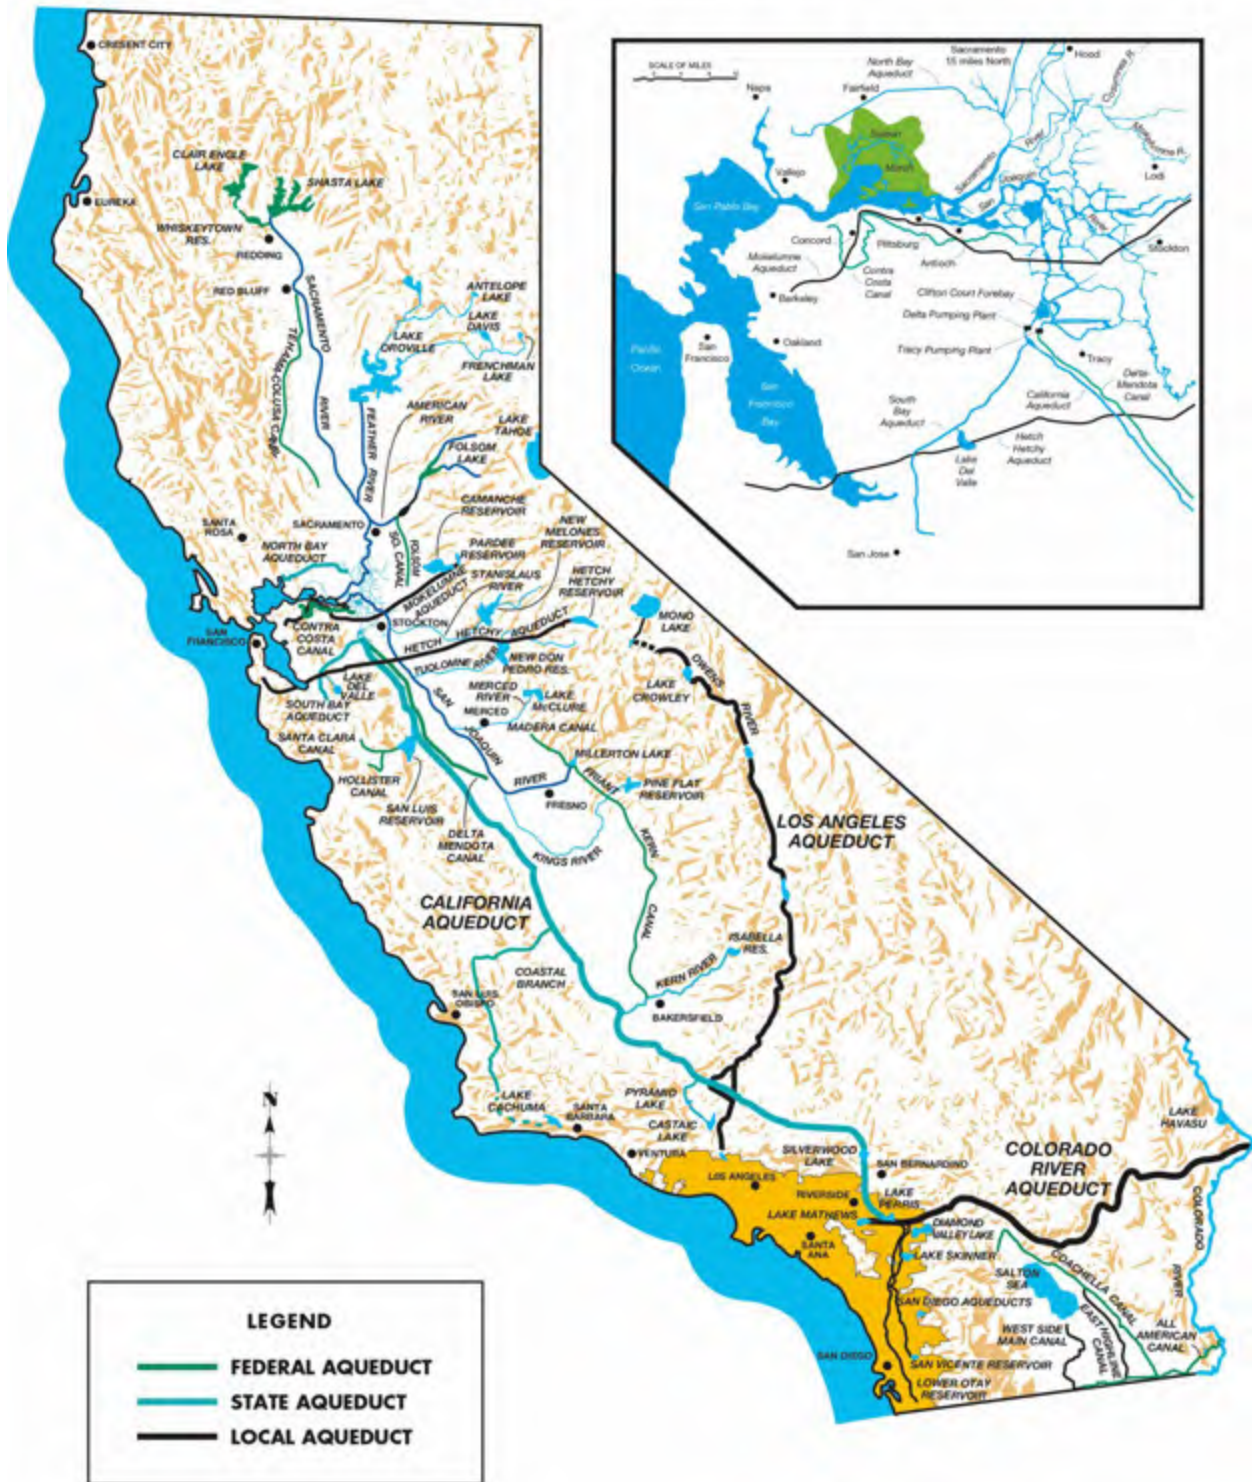 CRESENT CITY
CLAIR ENGLE
LAKE
SHASTA LAKE
EUREKA
WHISKEYTOWN
RES.
REDDING
RED BLUFF
SACRAMENTO
RIVER
TEHAMA-COLUSA CANAL
ANTELOPE
LAKE
LAKE
DAVIS
LAKE
OROVILLE
FRENCHMAN
LAKE
FEATHER RIVER
AMERICAN
RIVER
LAKE
TAHOE
FOLSOM
LAKE
SANTA
ROSA
SACRAMENTO
NORTH BAY
AQUEDUCT
FOLSOM
SO. CANAL
CAMANCHE
RESERVOIR
PARDEE
RESERVOIR
NEW
MELONES
RESERVOIR
MOKELUMNE
AQUEDUCT
STANISLAUS
RIVER
HETCH
HETCHY
RESERVOIR
MONO
LAKE
SAN
FRANCISCO
CONTRA
COSTA
CANAL
STOCKTON
HETCH HETCHY AQUEDUCT
TUOLOMNE RIVER
NEW DON
PEDRO RES.
OWENS
RIVER
LAKE
CROWLEY
LAKE
DEL
VALLE
SOUTH BAY
AQUEDUCT
SAN
JOAQUIN
RIVER
MERCED
RIVER
LAKE
McCLURE
MERCED
MADERA CANAL
SANTA CLARA
CANAL
HOLLISTER
CANAL
SAN LUIS
RESERVOIR
MILLERTON LAKE
FRIANT
KERN
CANAL
PINE FLAT
RESERVOIR
FRESNO
DELTA
MENDOTA
CANAL
KINGS RIVER
LOS ANGELES
AQUEDUCT
CALIFORNIA
AQUEDUCT
ISABELLA
RES.
KERN RIVER
COASTAL
BRANCH
SAN LUIS
OBISPO
BAKERSFIELD
PYRAMID
LAKE
LAKE
CACHUMA
SANTA
BARBARA
CASTAIC
LAKE
VENTURA
LOS ANGELES
SILVERWOOD
LAKE
SAN BERNARDINO
COLORADO
RIVER
AQUEDUCT
LAKE
HAVASU
RIVERSIDE
LAKE
PERRIS
LAKE MATHEWS
SANTA
ANA
DIAMOND
VALLEY LAKE
LAKE SKINNER
COLORADO
RIVER
SALTON
SEA
COACHELLA CANAL
SAN DIEGO AQUEDUCTS
WEST SIDE
MAIN CANAL
EAST HIGHLINE
CANAL
ALL
AMERICAN
CANAL
SAN DIEGO
SAN VICENTE RESERVOIR
LOWER OTAY
RESERVOIR
N
LEGEND
FEDERAL AQUEDUCT
STATE AQUEDUCT
LOCAL AQUEDUCT
SCALE OF MILES
North Bay
Aqueduct
Sacramento
15 miles North
Hood
Cosumnes R.
Napa
Fairfield
Suisun
Marsh
Mokelumne R.
Vallejo
Sacramento
River
San
Joaquin
River
Lodi
San Pablo Bay
Concord
Pittsburg
Antioch
Stockton
Mokelumne
Aqueduct
Contra
Costa
Canal
Berkeley
Clifton Court Forebay
Delta Pumping Plant
Tracy Pumping Plant
Tracy
Pacific
Ocean
San
Francisco
Oakland
San
Francisco
Bay
South
Bay
Aqueduct
California
Aqueduct
Delta-
Mendota
Canal
Hetch
Hetchy
Aqueduct
Lake
Del
Valle
San Jose